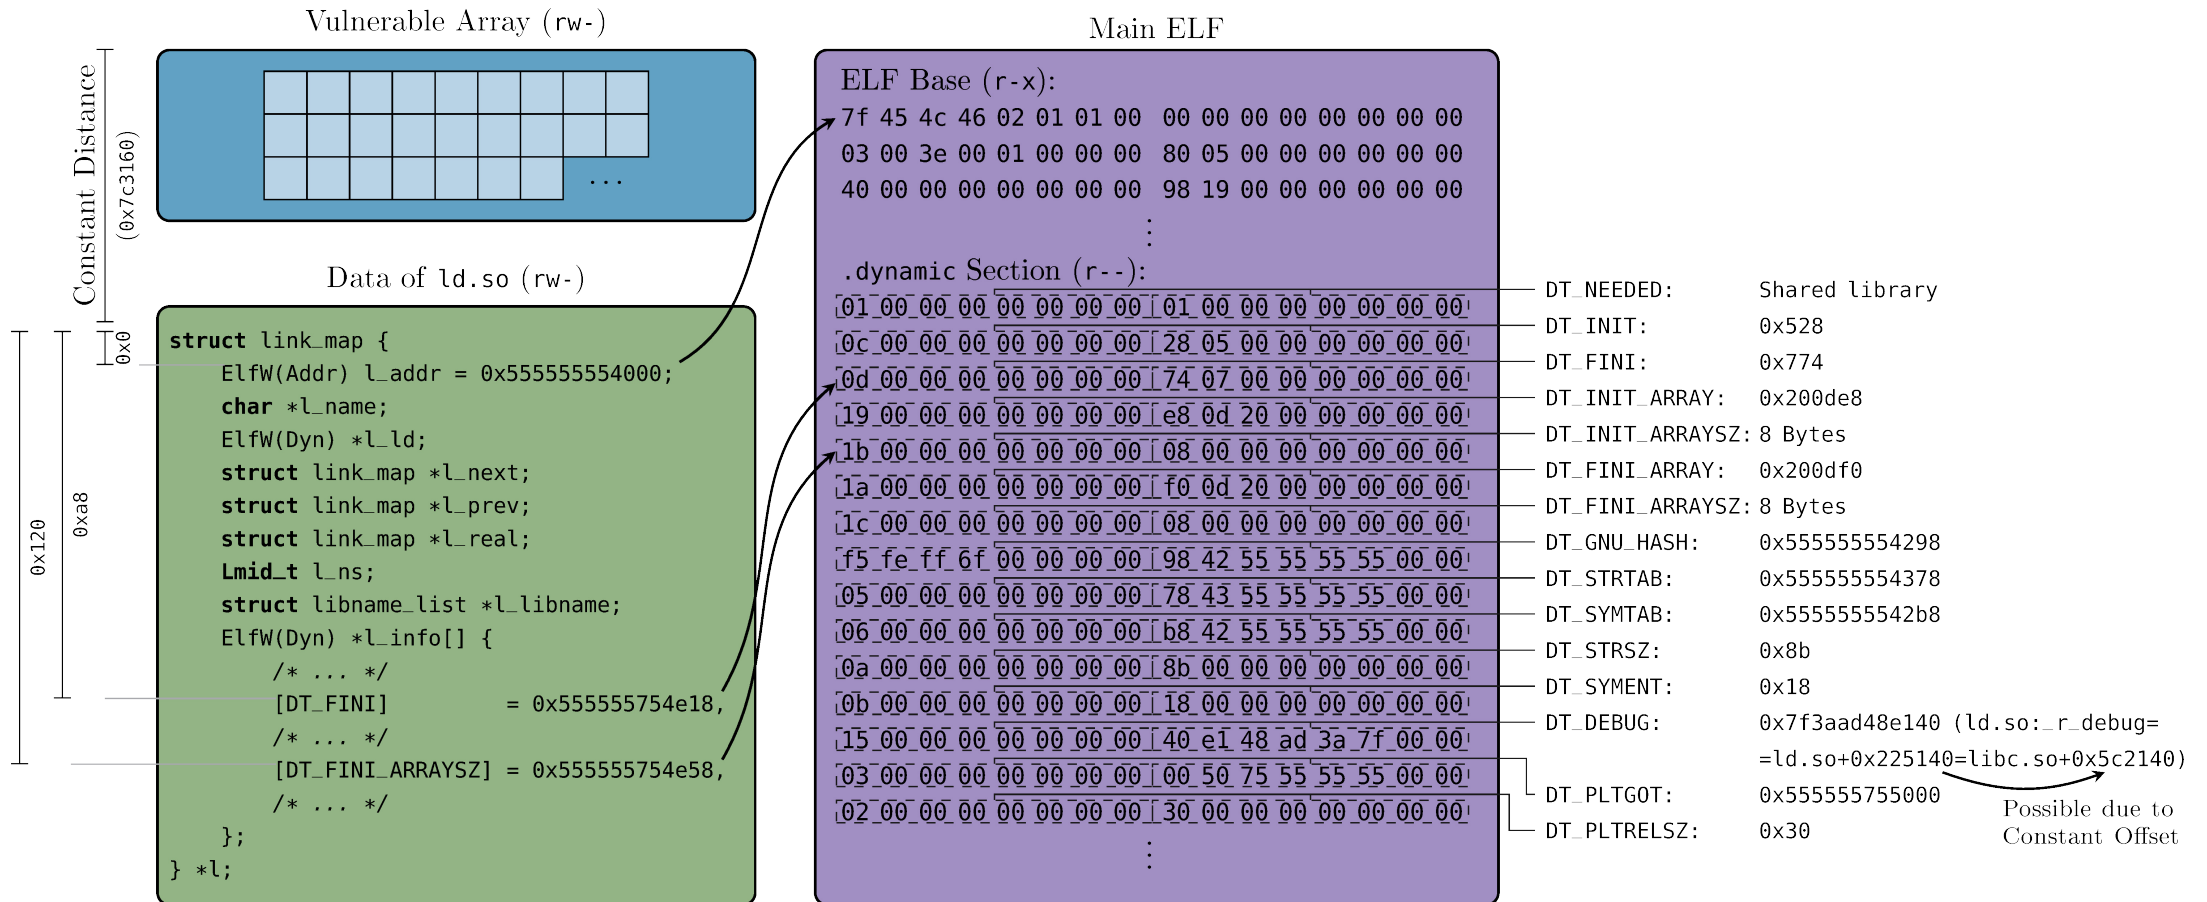 Vulnerable Array (rw-)
Constant Distance
(0x7c3160)
...
Data of ld.so (rw-)
0x0
0xa8
0x120
struct link_map {
ElfW(Addr) l_addr = 0x555555554000;
char *l_name;
ElfW(Dyn) *l_ld;
struct link_map *l_next;
struct link_map *l_prev;
struct link_map *l_real;
Lmid_t l_ns;
struct libname_list *l_libname;
ElfW(Dyn) *l_info[] {
/* ... */
[DT_FINI] = 0x555555754e18,
/* ... */
[DT_FINI_ARRAYSZ] = 0x555555754e58,
/* ... */
};
} *l;
Main ELF
ELF Base (r-x):
7f 45 4c 46 02 01 01 00 00 00 00 00 00 00 00 00
03 00 3e 00 01 00 00 00 80 05 00 00 00 00 00 00
40 00 00 00 00 00 00 00 98 19 00 00 00 00 00 00
⋮
.dynamic Section (r--):
01 00 00 00 00 00 00 00 01 00 00 00 00 00 00 00
0c 00 00 00 00 00 00 00 28 05 00 00 00 00 00 00
0d 00 00 00 00 00 00 00 74 07 00 00 00 00 00 00
19 00 00 00 00 00 00 00 e8 0d 20 00 00 00 00 00
1b 00 00 00 00 00 00 00 08 00 00 00 00 00 00 00
1a 00 00 00 00 00 00 00 f0 0d 20 00 00 00 00 00
1c 00 00 00 00 00 00 00 08 00 00 00 00 00 00 00
f5 fe ff 6f 00 00 00 00 98 42 55 55 55 55 00 00
05 00 00 00 00 00 00 00 78 43 55 55 55 55 00 00
06 00 00 00 00 00 00 00 b8 42 55 55 55 55 00 00
0a 00 00 00 00 00 00 00 8b 00 00 00 00 00 00 00
0b 00 00 00 00 00 00 00 18 00 00 00 00 00 00 00
15 00 00 00 00 00 00 00 40 e1 48 ad 3a 7f 00 00
03 00 00 00 00 00 00 00 00 50 75 55 55 55 00 00
02 00 00 00 00 00 00 00 30 00 00 00 00 00 00 00
⋮
DT_NEEDED: Shared library
DT_INIT: 0x528
DT_FINI: 0x774
DT_INIT_ARRAY: 0x200de8
DT_INIT_ARRAYSZ: 8 Bytes
DT_FINI_ARRAY: 0x200df0
DT_FINI_ARRAYSZ: 8 Bytes
DT_GNU_HASH: 0x555555554298
DT_STRTAB: 0x555555554378
DT_SYMTAB: 0x5555555542b8
DT_STRSZ: 0x8b
DT_SYMENT: 0x18
DT_DEBUG: 0x7f3aad48e140 (ld.so:_r_debug=
=ld.so+0x225140=libc.so+0x5c2140)
DT_PLTGOT: 0x555555755000
DT_PLTRELSZ: 0x30
Possible due to
Constant Offset